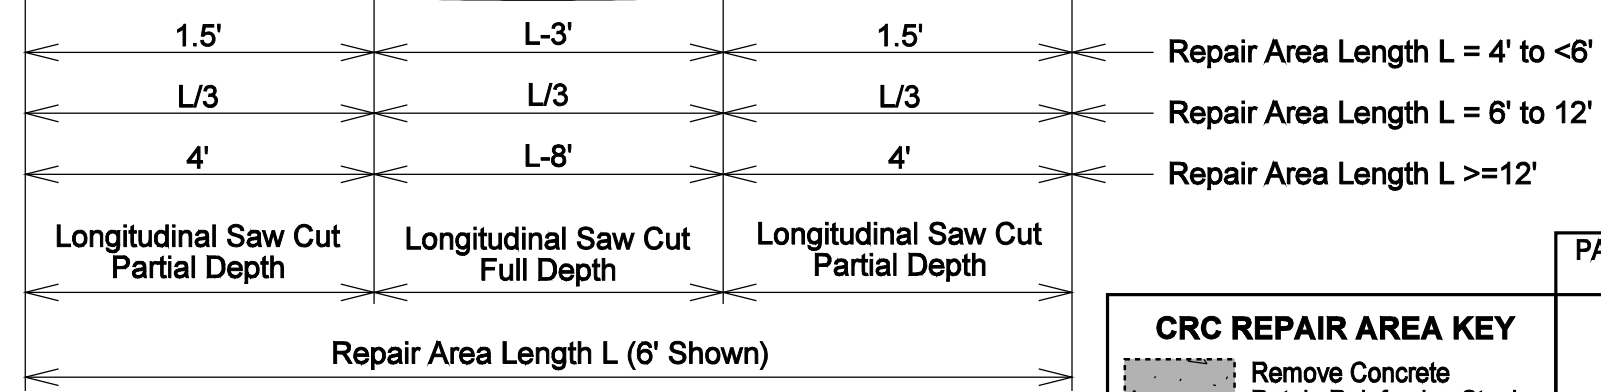 1.5' L-3' 1.5' Repair Area Length L = 4' to <6'
L/3 L/3 L/3 Repair Area Length L = 6' to 12'
4' L-8' 4' Repair Area Length L >=12'
Longitudinal Saw Cut
Partial Depth
Longitudinal Saw Cut
Full Depth
Longitudinal Saw Cut
Partial Depth
Repair Area Length L (6' Shown)
PA
CRC REPAIR AREA KEY
Remove Concrete